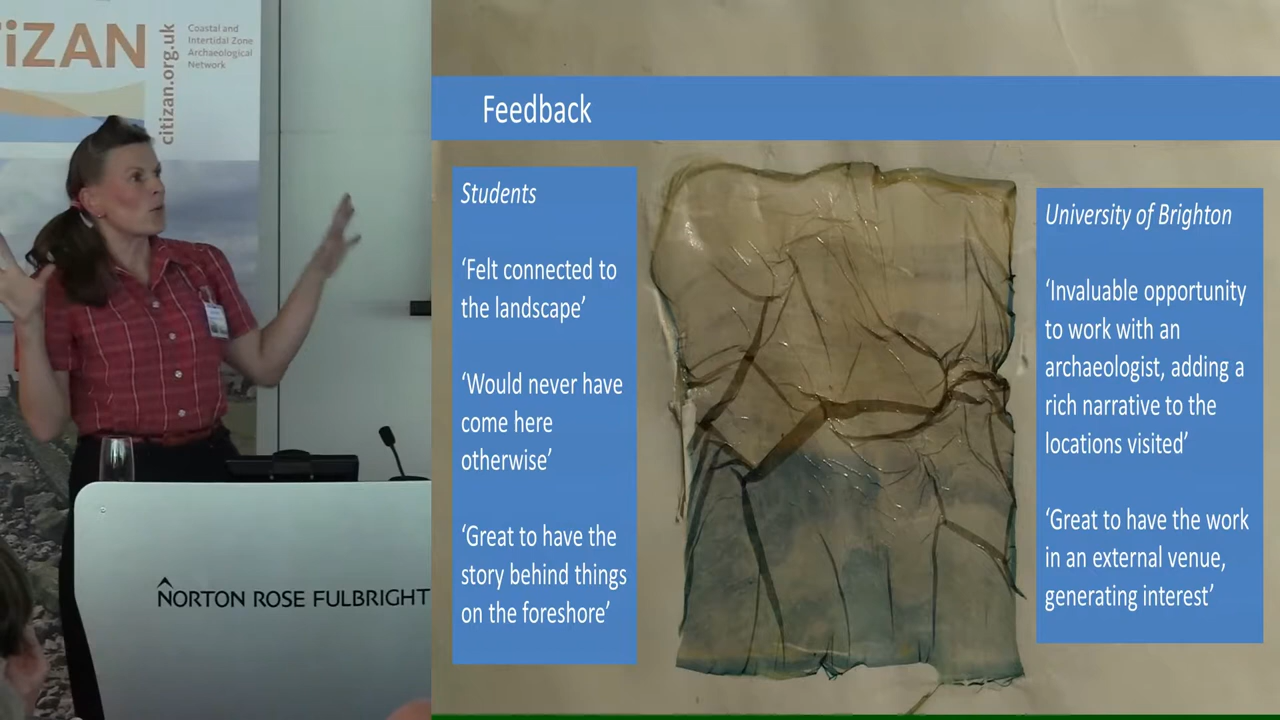 iZAN
citizan.org.uk
Coastal and
Intertidal Zone
Archaeological
Network
NORTON ROSE FULBRIGHT
Feedback
Students
‘Felt connected to
the landscape’
‘Would never have
come here
otherwise’
‘Great to have the
story behind things
on the foreshore’
University of Brighton
‘Invaluable opportunity
to work with an
archaeologist, adding a
rich narrative to the
locations visited’
‘Great to have the work
in an external venue,
generating interest’